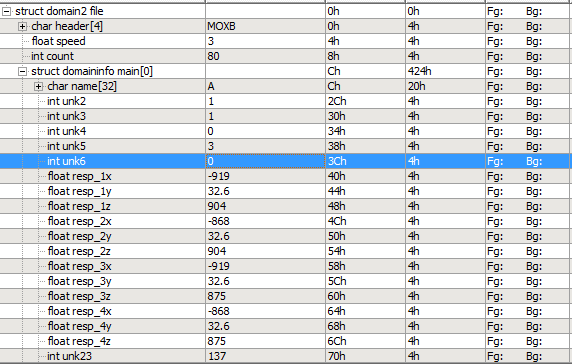 struct domain2 file 0h 0h Fg: Bg:
char header[4] MOXB 0h 4h Fg: Bg:
float speed 3 4h 4h Fg: Bg:
int count 80 8h 4h Fg: Bg:
struct domaininfo main[0] Ch 424h Fg: Bg:
char name[32] A Ch 20h Fg: Bg:
int unk2 1 2Ch 4h Fg: Bg:
int unk3 1 30h 4h Fg: Bg:
int unk4 0 34h 4h Fg: Bg:
int unk5 3 38h 4h Fg: Bg:
int unk6 0 3Ch 4h Fg: Bg:
float resp_1x -919 40h 4h Fg: Bg:
float resp_1y 32.6 44h 4h Fg: Bg:
float resp_1z 904 48h 4h Fg: Bg:
float resp_2x -868 4Ch 4h Fg: Bg:
float resp_2y 32.6 50h 4h Fg: Bg:
float resp_2z 904 54h 4h Fg: Bg:
float resp_3x -919 58h 4h Fg: Bg:
float resp_3y 32.6 5Ch 4h Fg: Bg:
float resp_3z 875 60h 4h Fg: Bg:
float resp_4x -868 64h 4h Fg: Bg:
float resp_4y 32.6 68h 4h Fg: Bg:
float resp_4z 875 6Ch 4h Fg: Bg:
int unk23 137 70h 4h Fg: Bg: